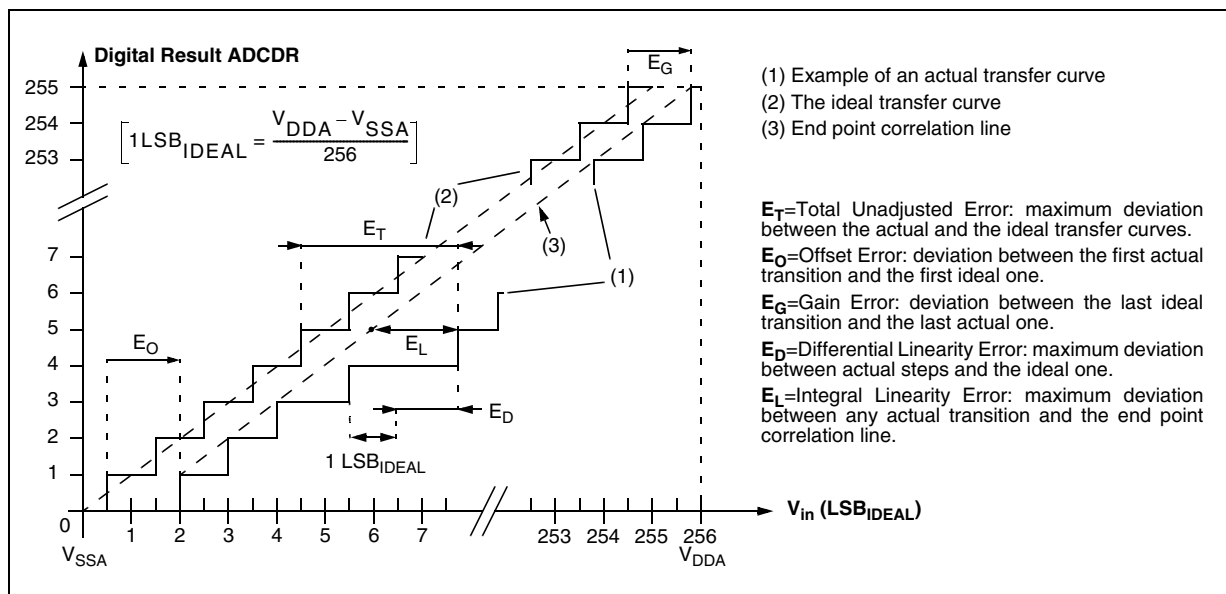 Digital Result ADCDR
E_G
255
254
253
[1LSB_IDEAL = (V_DDA – V_SSA) / 256]
(2)
E_T
(3)
(1)
7
6
5
4
3
2
1
0
E_O
E_L
E_D
1 LSB_IDEAL
1 2 3 4 5 6 7 253 254 255 256
V_in (LSB_IDEAL)
V_SSA
V_DDA
(1) Example of an actual transfer curve
(2) The ideal transfer curve
(3) End point correlation line
E_T=Total Unadjusted Error: maximum deviation
between the actual and the ideal transfer curves.
E_O=Offset Error: deviation between the first actual
transition and the first ideal one.
E_G=Gain Error: deviation between the last ideal
transition and the last actual one.
E_D=Differential Linearity Error: maximum deviation
between actual steps and the ideal one.
E_L=Integral Linearity Error: maximum deviation
between any actual transition and the end point
correlation line.